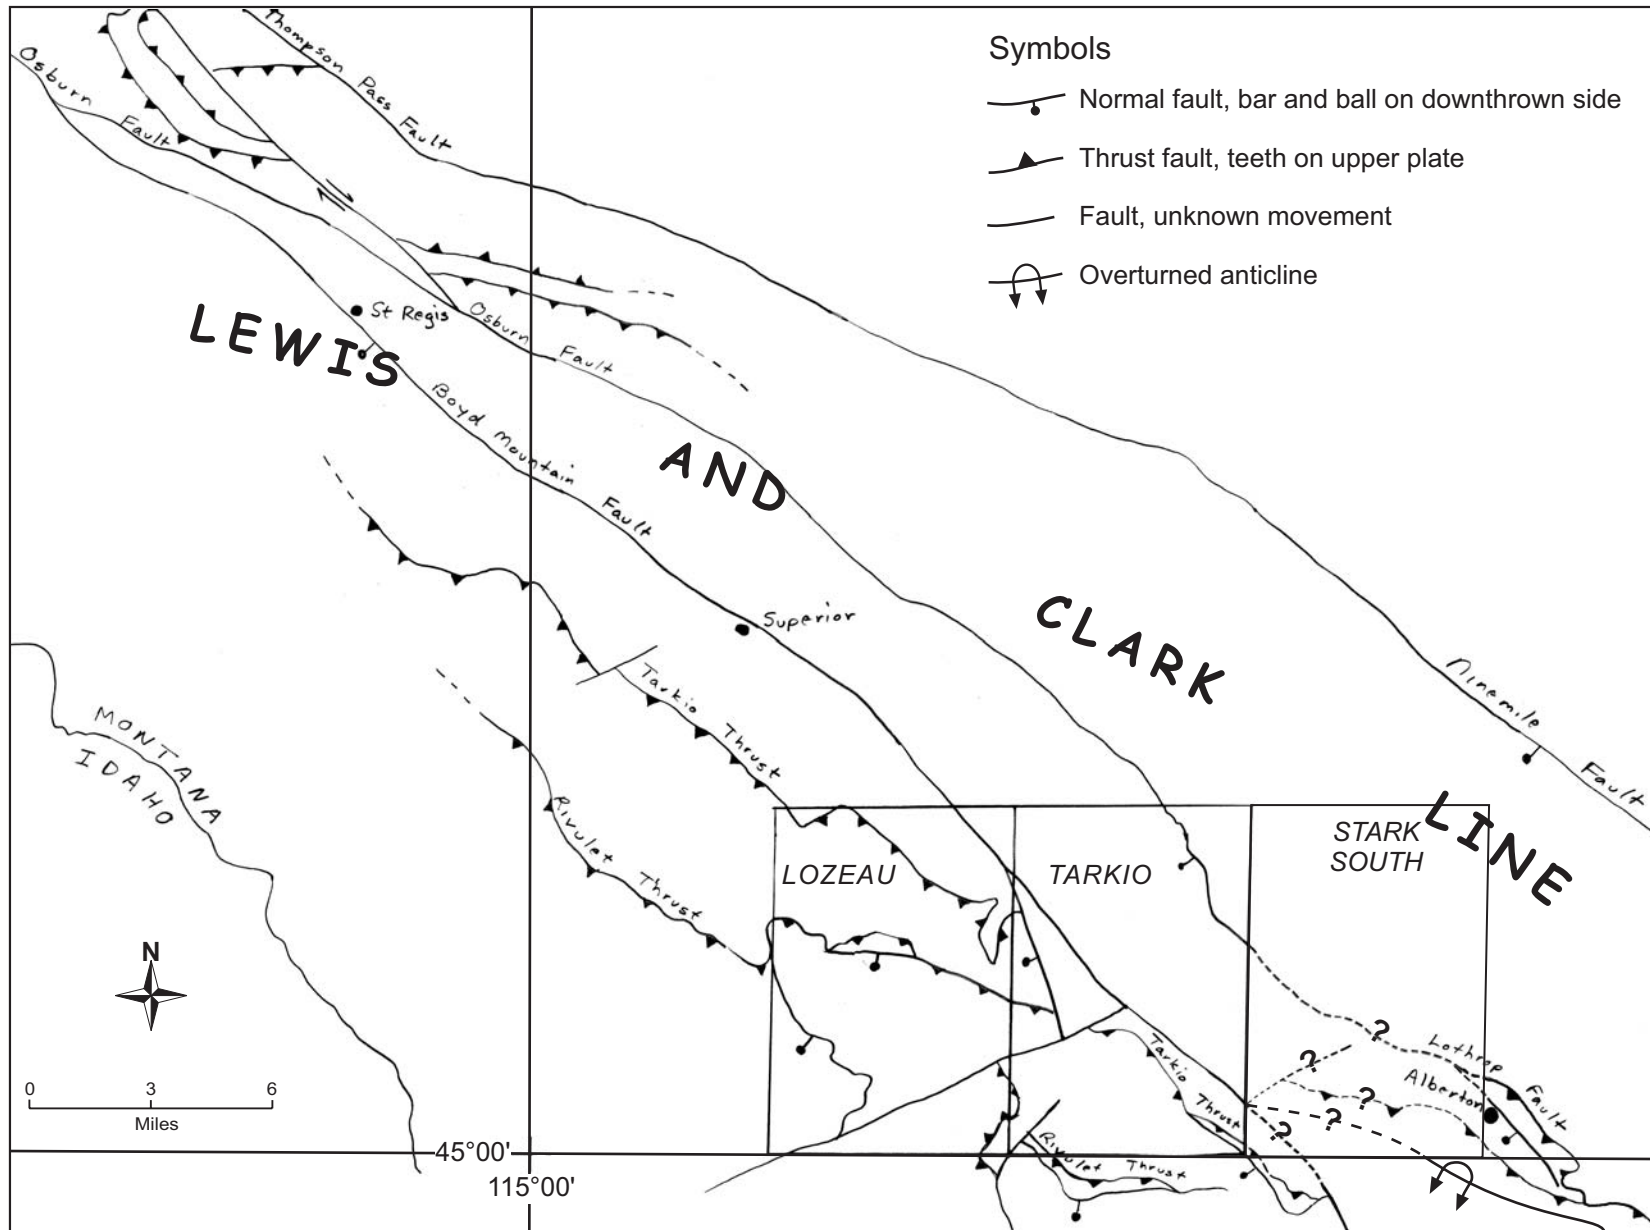 Thompson Pass Fault
Osburn Fault
Symbols
Normal fault, bar and ball on downthrown side
Thrust fault, teeth on upper plate
Fault, unknown movement
Overturned anticline
St Regis
Osburn Fault
LEWIS
AND
CLARK
LINE
Boyd Mountain Fault
Superior
Tarkio Thrust
Ninemile Fault
MONTANA
IDAHO
Rivulet Thrust
LOZEAU
TARKIO
STARK
SOUTH
N
0 3 6
Miles
?
Lothrop Fault
?
Alberton
?
?
?
Tarkio Thrust
Rivulet Thrust
45°00'
115°00'